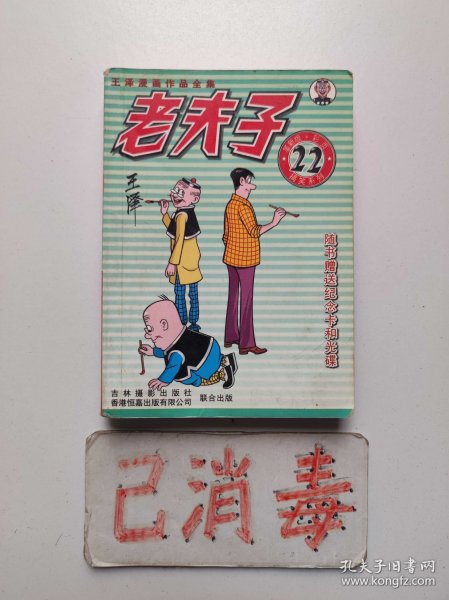 王泽漫画作品全集
老夫子
22
王澤
随书赠送纪念卡和光碟
吉林摄影出版社
香港恒嘉出版有限公司
联合出版
己消毒
孔夫子旧书网
www.kongfz.com